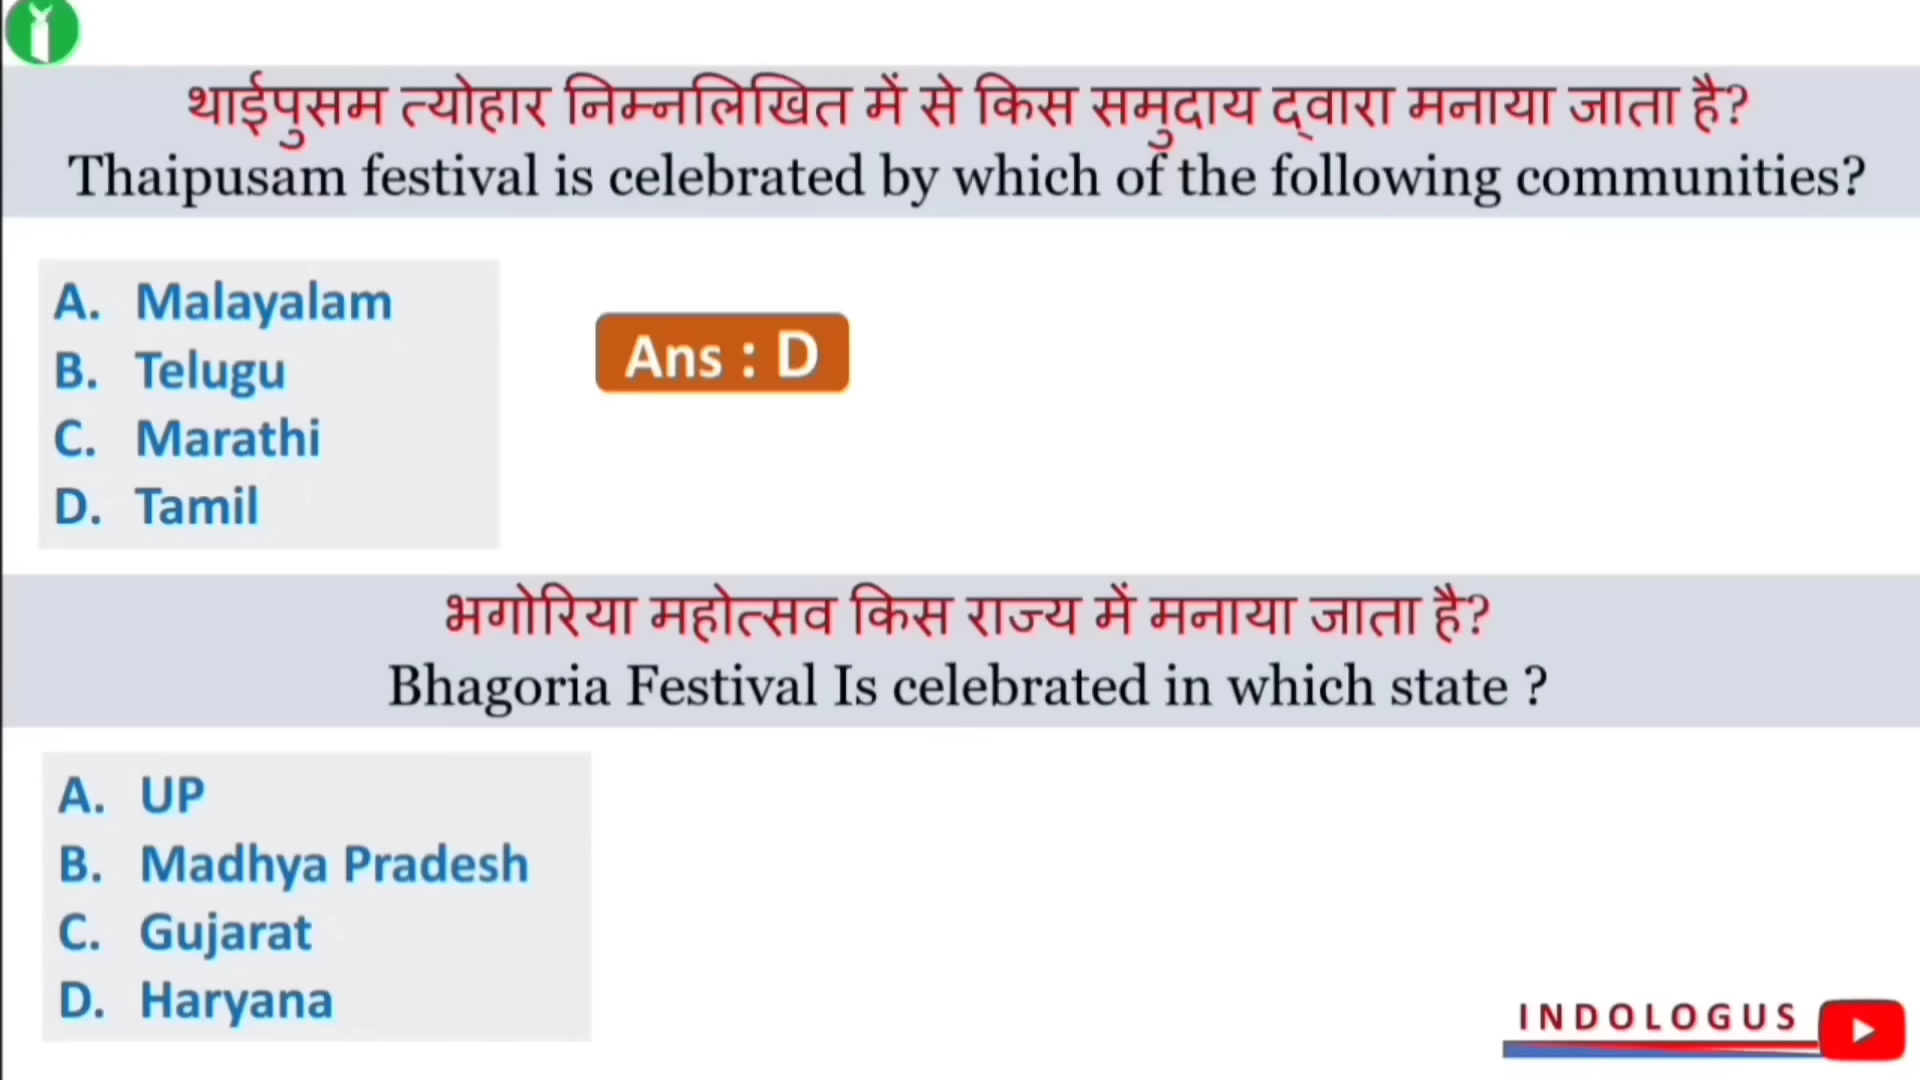 थाईपुसम त्योहार निम्नलिखित में से किस समुदाय द्वारा मनाया जाता है?
Thaipusam festival is celebrated by which of the following communities?
A. Malayalam
B. Telugu
C. Marathi
D. Tamil
Ans : D
भगोरिया महोत्सव किस राज्य में मनाया जाता है?
Bhagoria Festival Is celebrated in which state ?
A. UP
B. Madhya Pradesh
C. Gujarat
D. Haryana
INDOLOGUS